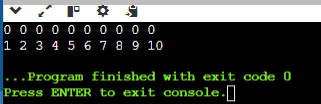 0 0 0 0 0 0 0 0 0 0
1 2 3 4 5 6 7 8 9 10
...Program finished with exit code 0
Press ENTER to exit console.